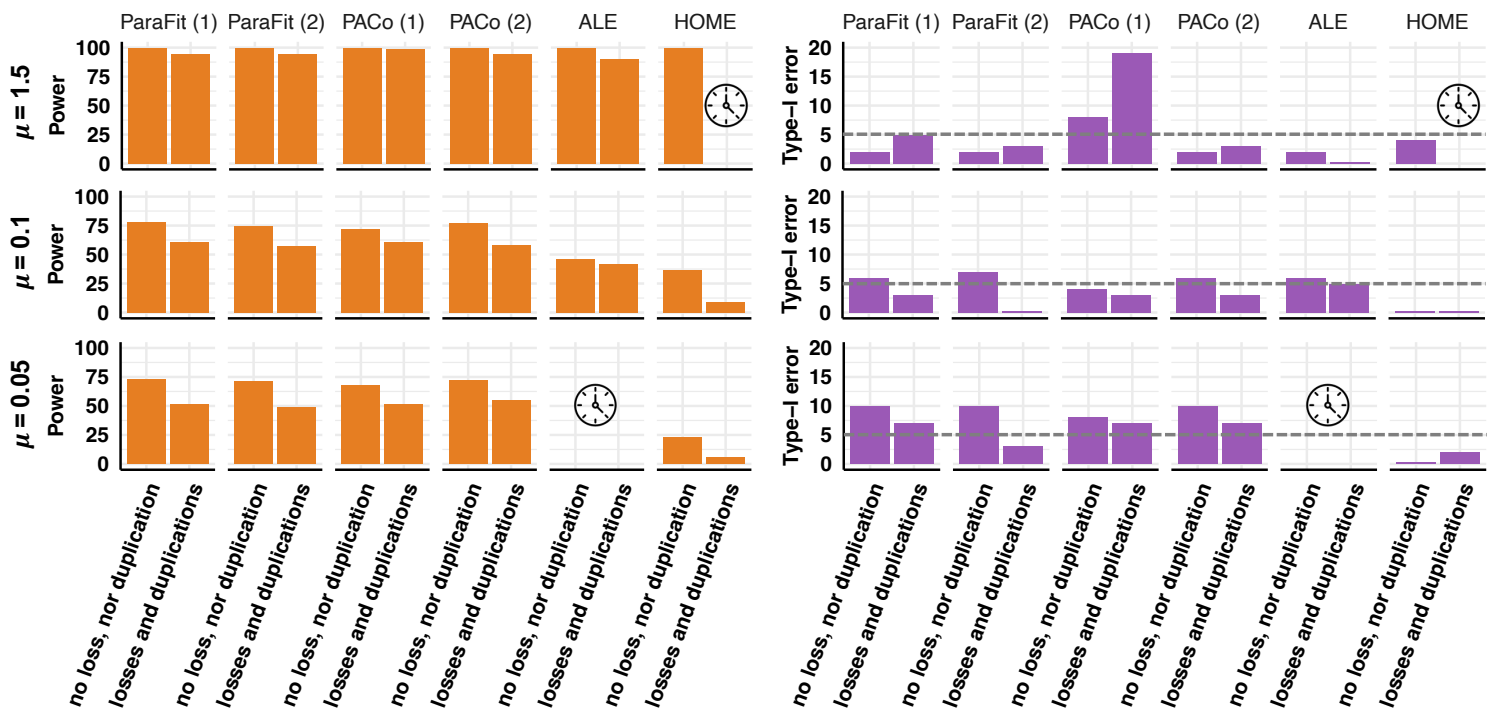 ParaFit (1) ParaFit (2) PACo (1) PACo (2) ALE HOME
μ = 1.5
Power
100
75
50
25
0
μ = 0.1
Power
100
75
50
25
0
μ = 0.05
Power
100
75
50
25
0
no loss, nor duplication
losses and duplications
no loss, nor duplication
losses and duplications
no loss, nor duplication
losses and duplications
no loss, nor duplication
losses and duplications
no loss, nor duplication
losses and duplications
no loss, nor duplication
losses and duplications
ParaFit (1) ParaFit (2) PACo (1) PACo (2) ALE HOME
Type–I error
20
15
10
5
0
Type–I error
20
15
10
5
0
Type–I error
20
15
10
5
0
no loss, nor duplication
losses and duplications
no loss, nor duplication
losses and duplications
no loss, nor duplication
losses and duplications
no loss, nor duplication
losses and duplications
no loss, nor duplication
losses and duplications
no loss, nor duplication
losses and duplications